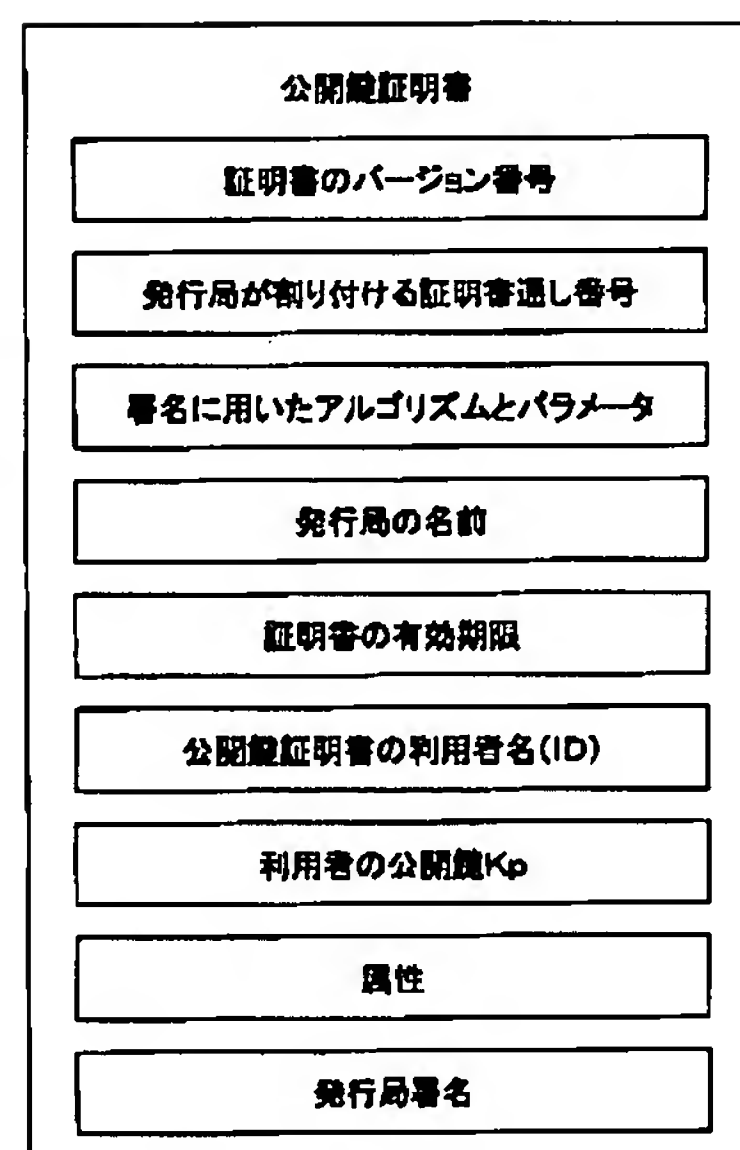 公開鍵証明書
証明書のバージョン番号
発行局が割り付ける証明書通し番号
署名に用いたアルゴリズムとパラメータ
発行局の名前
証明書の有効期限
公開鍵証明書の利用者名(ID)
利用者の公開鍵Kp
属性
発行局署名